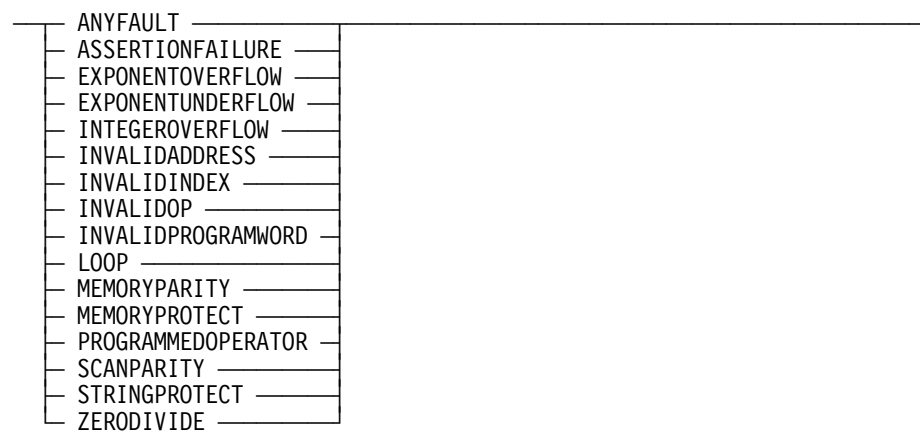 ANYFAULT
ASSERTIONFAILURE
EXPONENTOVERFLOW
EXPONENTUNDERFLOW
INTEGEROVERFLOW
INVALIDADDRESS
INVALIDINDEX
INVALIDOP
INVALIDPROGRAMWORD
LOOP
MEMORYPARITY
MEMORYPROTECT
PROGRAMMEDOPERATOR
SCANPARITY
STRINGPROTECT
ZERODIVIDE